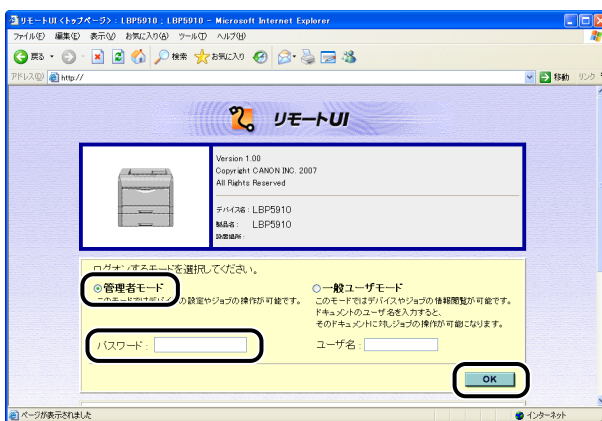 リモートUI <トップページ> : LBP5910 ; LBP5910 - Microsoft Internet Explorer
ファイル(F) 編集(E) 表示(V) お気に入り(A) ツール(T) ヘルプ(H)
戻る 検索 お気に入り
アドレス(D) http:// 移動 リンク
リモートUI
Version 1.00
Copyright CANON INC. 2007
All Rights Reserved
デバイス名 : LBP5910
製品名 : LBP5910
設置場所 :
ログオンするモードを選択してください。
管理者モード 一般ユーザモード
このモードではデバイスの設定やジョブの操作が可能です。 このモードではデバイスやジョブの情報閲覧が可能です。
ドキュメントのユーザ名を入力すると、
そのドキュメントに対しジョブの操作が可能になります。
パスワード : ユーザ名 :
OK
ページが表示されました インターネット